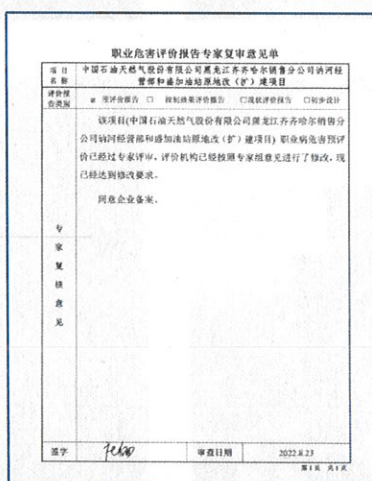 职业危害评价报告专家复审意见单
项目
名称
中国石油天然气股份有限公司黑龙江齐齐哈尔销售分公司讷河经
营部和盛加油站原地改（扩）建项目
评价报
告类别
预评价报告 □ 控制效果评价报告 □现状评价报告 □初步设计
该项目(中国石油天然气股份有限公司黑龙江齐齐哈尔销售分
公司讷河经营部和盛加油站原地改（扩）建项目) 职业病危害预评
价已经过专家评审，评价机构已经按照专家组意见进行了修改，现
已经达到修改要求。
同意企业备案。
专
家
复
核
意
见
签字
审查日期
2022.8.23
第1页 共1页